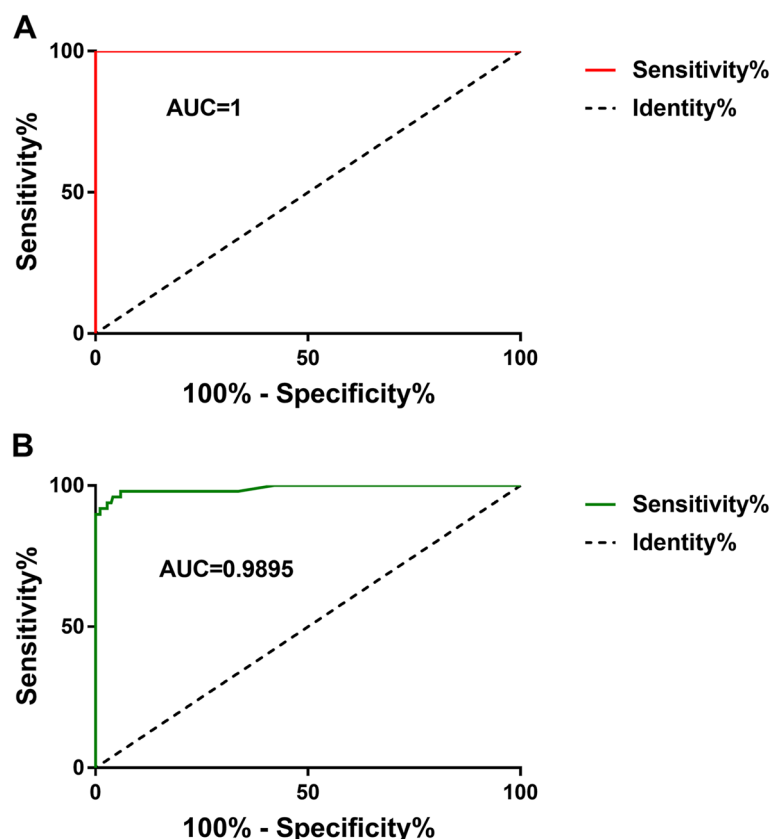 A
100
50
0
0
50
100
Sensitivity%
100% - Specificity%
AUC=1
Sensitivity%
Identity%
B
100
50
0
0
50
100
Sensitivity%
100% - Specificity%
AUC=0.9895
Sensitivity%
Identity%